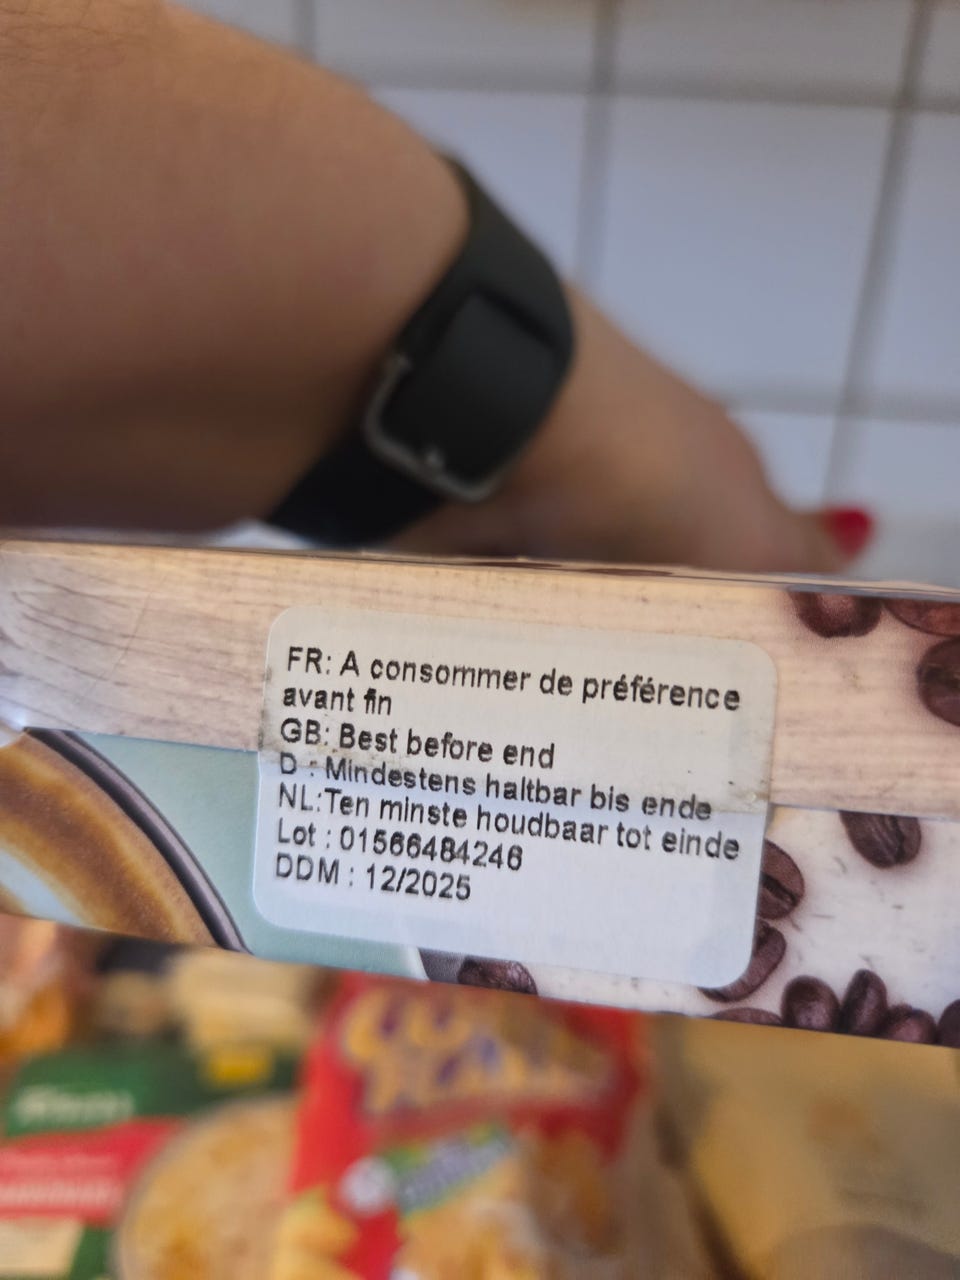 FR: A consommer de préférence
avant fin
GB: Best before end
D : Mindestens haltbar bis ende
NL:Ten minste houdbaar tot einde
Lot : 01566484246
DDM : 12/2025
Knorr